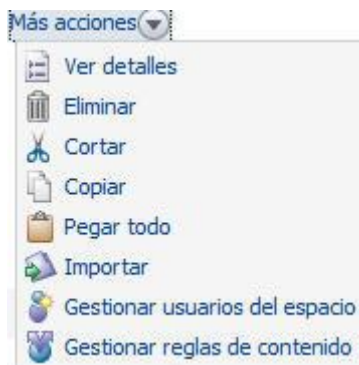 Más acciones
Ver detalles
Eliminar
Cortar
Copiar
Pegar todo
Importar
Gestionar usuarios del espacio
Gestionar reglas de contenido